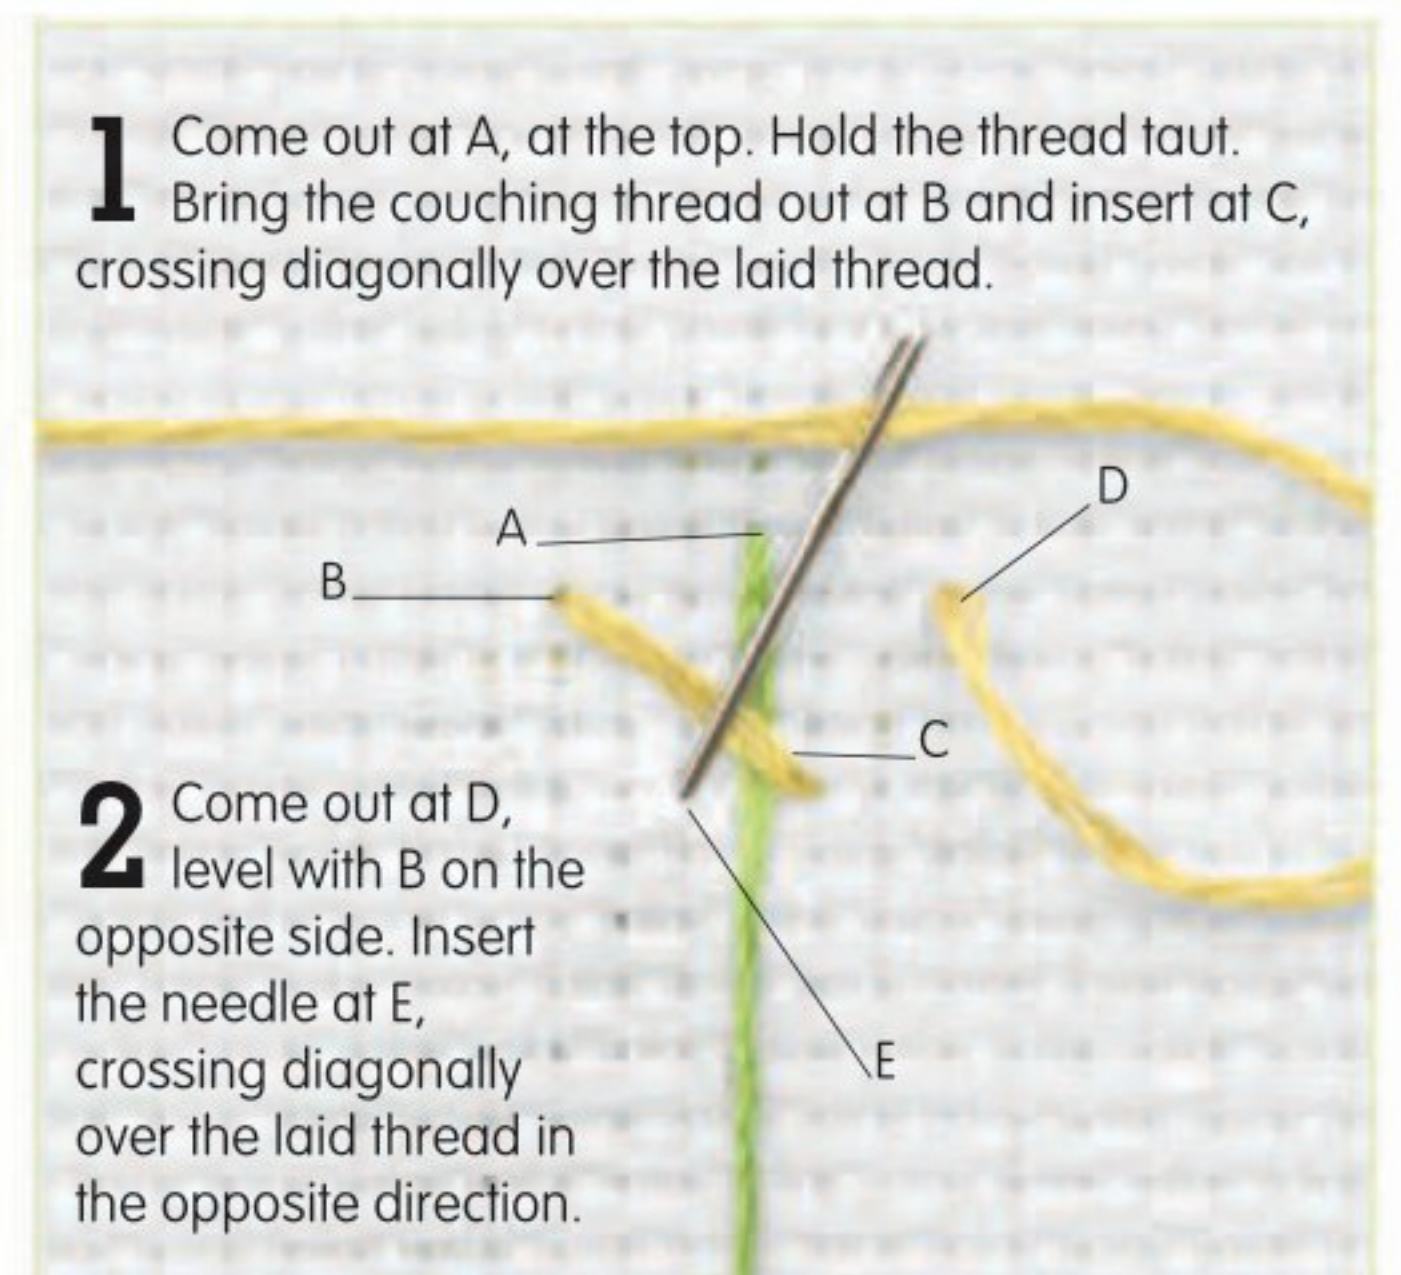 1 Come out at A, at the top. Hold the thread taut.
Bring the couching thread out at B and insert at C,
crossing diagonally over the laid thread.
D
A
B
C
2 Come out at D,
level with B on the
opposite side. Insert
the needle at E,
crossing diagonally
over the laid thread in
the opposite direction.
E